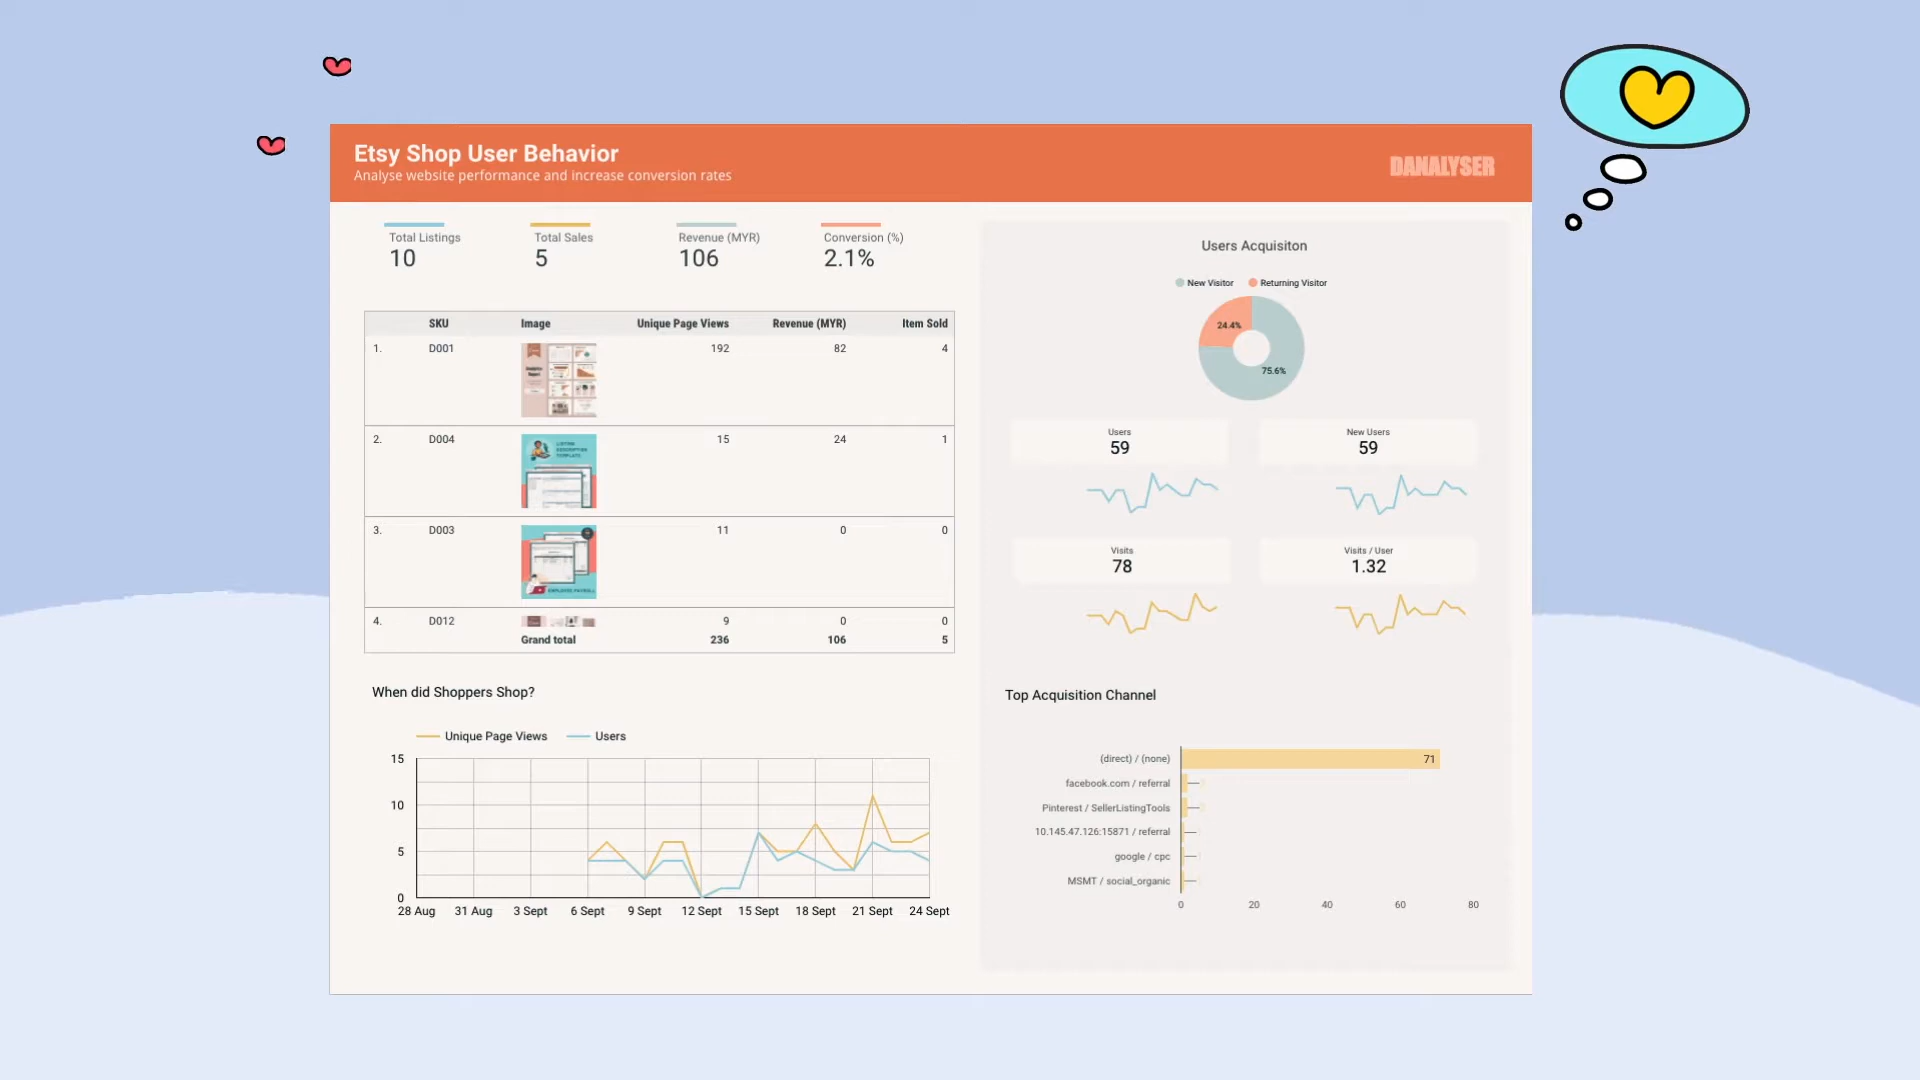 Etsy Shop User Behavior
Analyse website performance and increase conversion rates
DANALYSER
Total Listings
10
Total Sales
5
Revenue (MYR)
106
Conversion (%)
2.1%
SKU Image Unique Page Views Revenue (MYR) Item Sold
1. D001 192 82 4
2. D004 15 24 1
LISTING
DESCRIPTION
TEMPLATE
3. D003 11 0 0
EMPLOYEE PAYROLL
4. D012 9 0 0
Grand total 236 106 5
When did Shoppers Shop?
Unique Page Views Users
15
10
5
0
28 Aug 31 Aug 3 Sept 6 Sept 9 Sept 12 Sept 15 Sept 18 Sept 21 Sept 24 Sept
Users Acquisiton
New Visitor Returning Visitor
24.4%
75.6%
Users
59
New Users
59
Visits
78
Visits / User
1.32
Top Acquisition Channel
(direct) / (none) 71
facebook.com / referral
Pinterest / SellerListingTools
10.145.47.126:15871 / referral
google / cpc
MSMT / social_organic
0 20 40 60 80